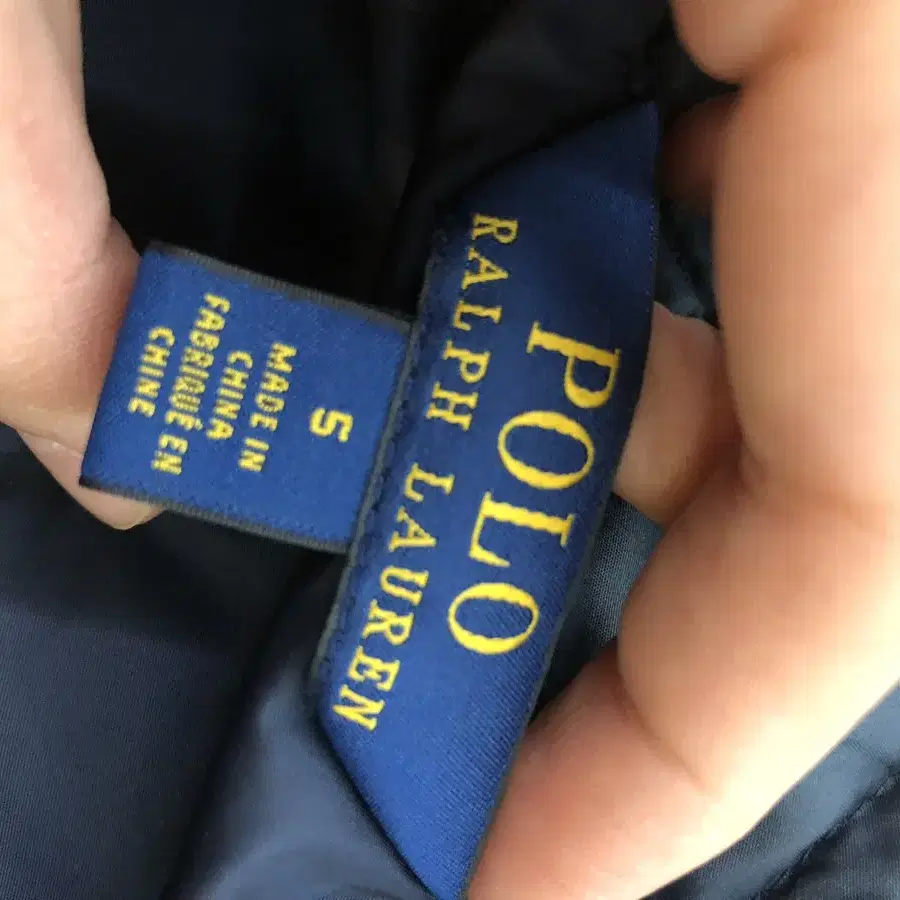 POLO
RALPH LAUREN
5
MADE IN
CHINA
FABRIQUÉ EN
CHINE